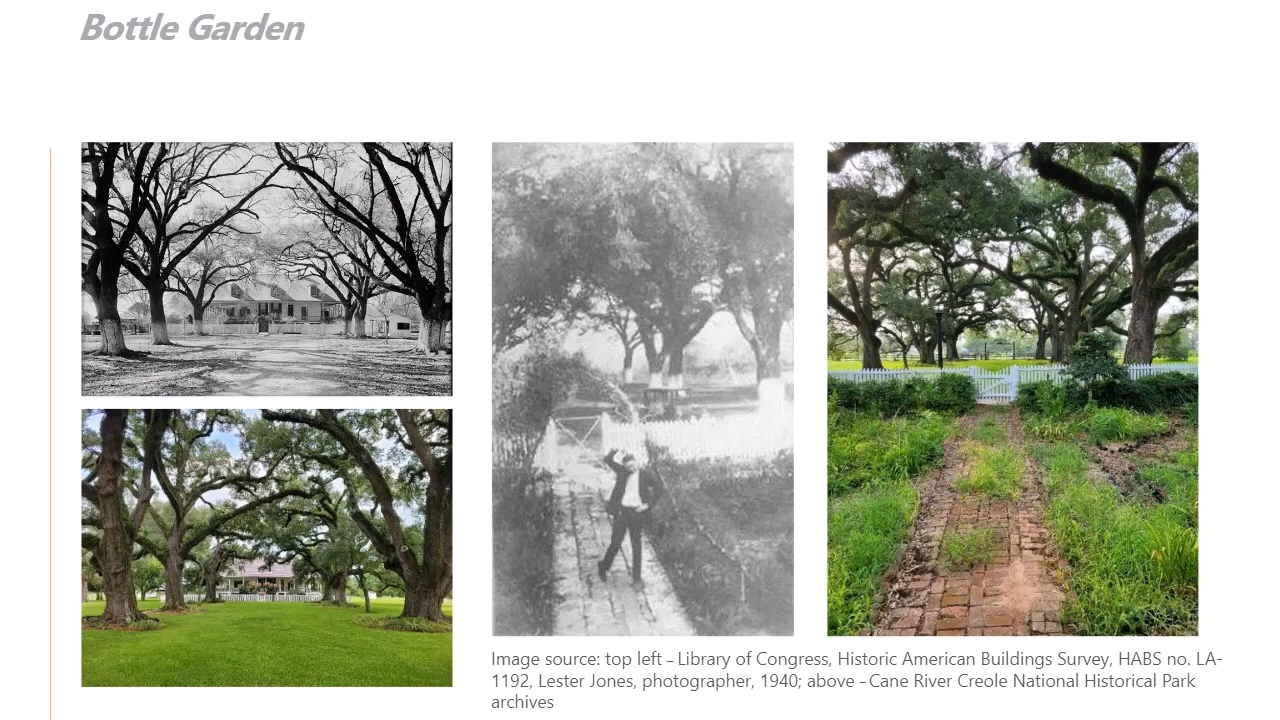 Bottle Garden
Image source: top left – Library of Congress, Historic American Buildings Survey, HABS no. LA-
1192, Lester Jones, photographer, 1940; above – Cane River Creole National Historical Park
archives